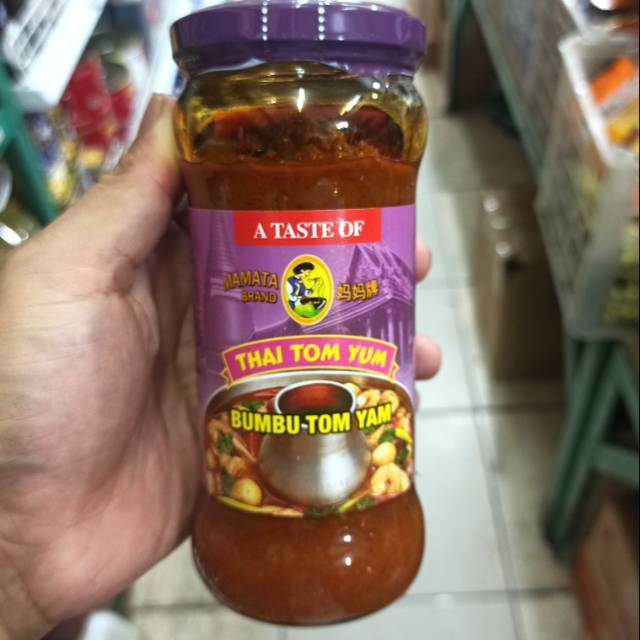 A TASTE OF
MAMATA
BRAND
妈妈牌
THAI TOM YUM
BUMBU TOM YAM